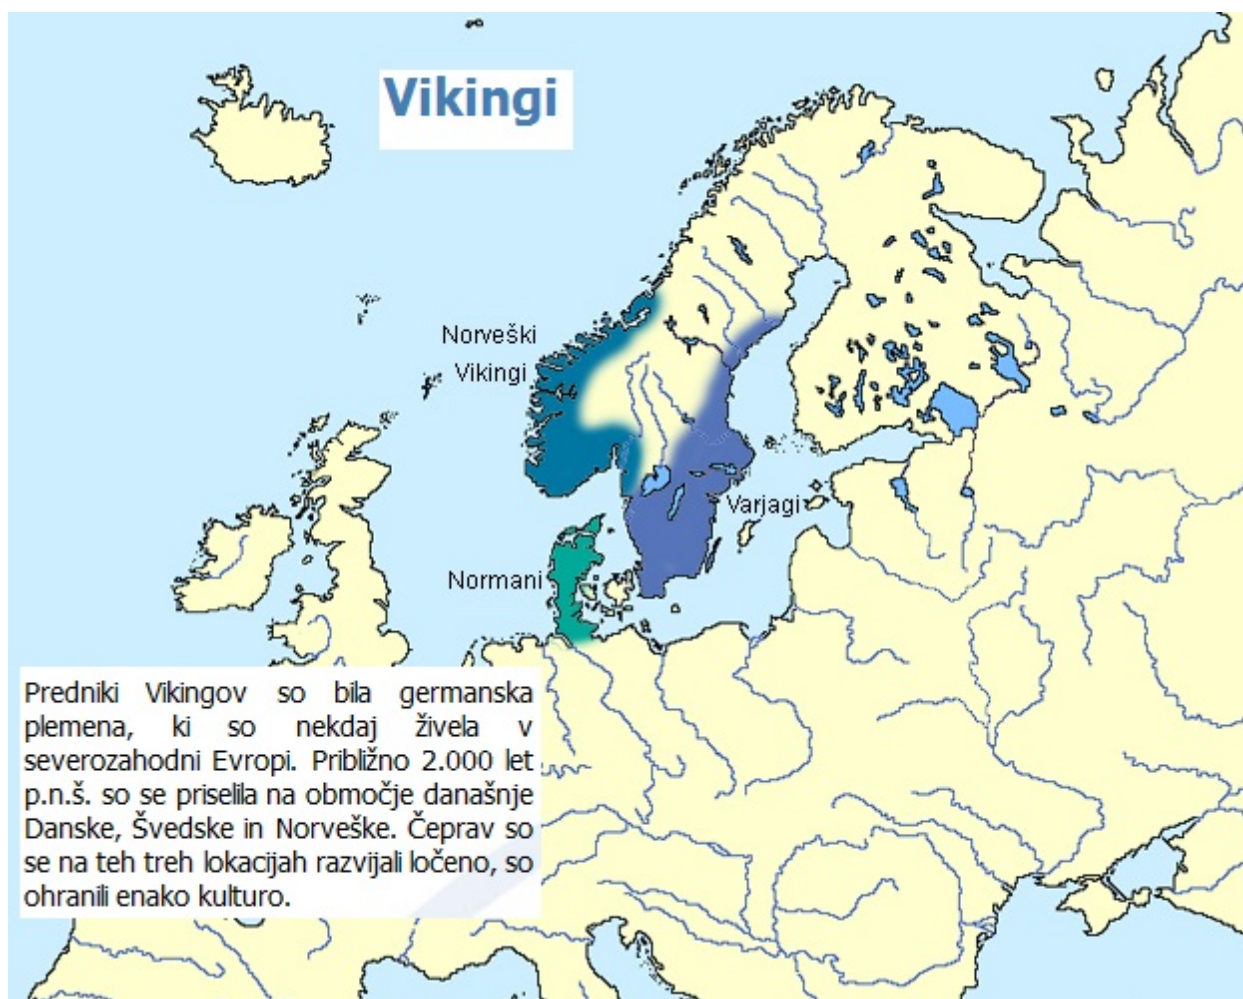 Vikingi
Norveški
Vikingi
Varjagi
Normani
Predniki Vikingov so bila germanska
plemena, ki so nekdaj živela v
severozahodni Evropi. Približno 2.000 let
p.n.š. so se priselila na območje današnje
Danske, Švedske in Norveške. Čeprav so
se na teh treh lokacijah razvijali ločeno, so
ohranili enako kulturo.